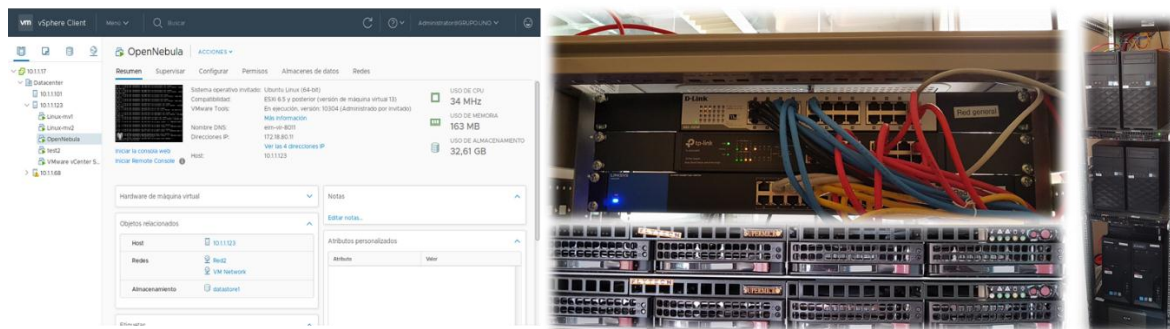 vm vSphere Client Menú Buscar Administrator@GRUPO.UNO
10.1.1.17
Datacenter
10.1.1.101
10.1.1.123
Linux-mv1
Linux-mv2
OpenNebula
test2
VMware vCenter S...
10.1.1.68
OpenNebula ACCIONES
Resumen Supervisar Configurar Permisos Almacenes de datos Redes
Sistema operativo invitado: Ubuntu Linux (64-bit)
Compatibilidad: ESXi 6.5 y posterior (versión de máquina virtual 13)
VMware Tools: En ejecución, versión: 10304 (Administrado por invitado)
Más información
Nombre DNS:
Direcciones IP: 172.18.80.11
Ver las 4 direcciones IP
Host: 10.1.1.123
Iniciar la consola web
Iniciar Remote Console
USO DE CPU
34 MHz
USO DE MEMORIA
163 MB
USO DE ALMACENAMIENTO
32,61 GB
Hardware de máquina virtual
Objetos relacionados
Host 10.1.1.123
Redes Red2
VM Network
Almacenamiento datastore1
Etiquetas
Notas
Editar notas...
Atributos personalizados
Atributo Valor
D-Link
Red general
tp-link
LINKSYS
SUPERMICR
SUPERMICR